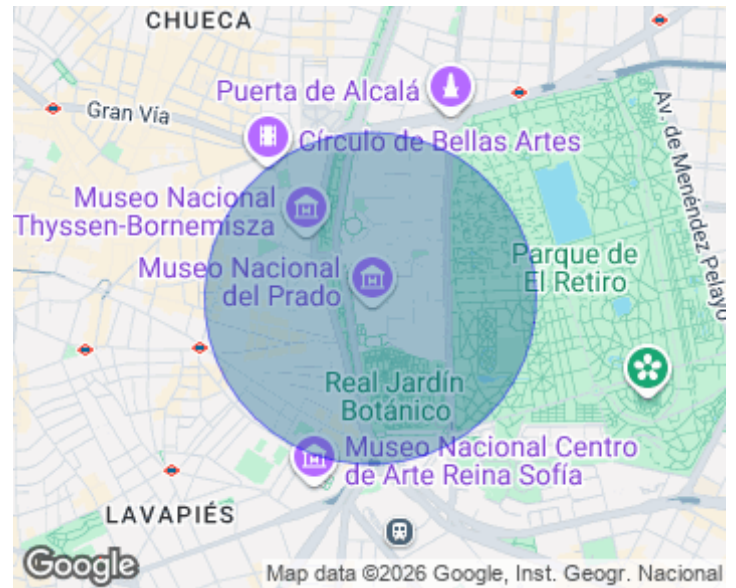 CHUECA
Puerta de Alcalá
Gran Vía
Círculo de Bellas Artes
Av. de Menéndez Pelayo
Museo Nacional
Thyssen-Bornemisza
Museo Nacional
del Prado
Parque de
El Retiro
Real Jardín
Botánico
Museo Nacional Centro
de Arte Reina Sofía
LAVAPIÉS
Google
Map data ©2026 Google, Inst. Geogr. Nacional